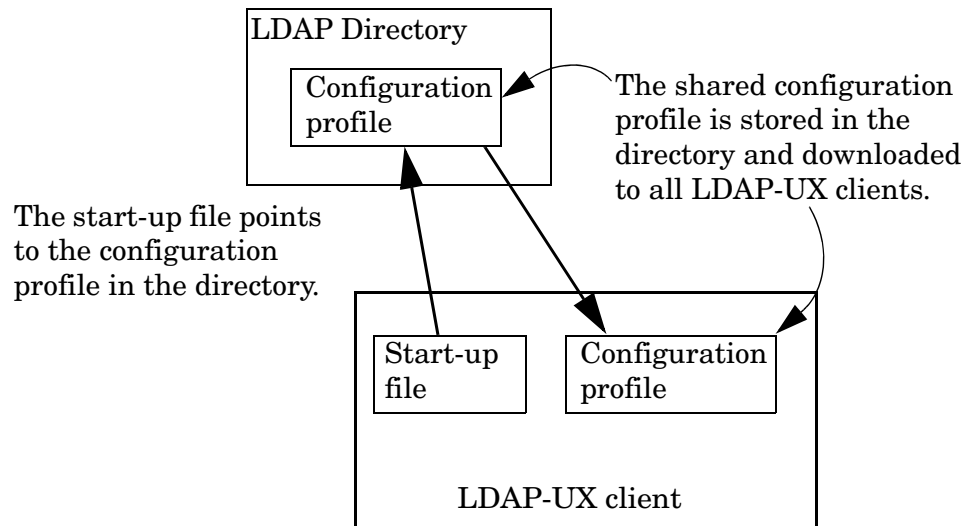 LDAP Directory
Configuration
profile
The shared configuration
profile is stored in the
directory and downloaded
to all LDAP-UX clients.
The start-up file points
to the configuration
profile in the directory.
Start-up
file
Configuration
profile
LDAP-UX client